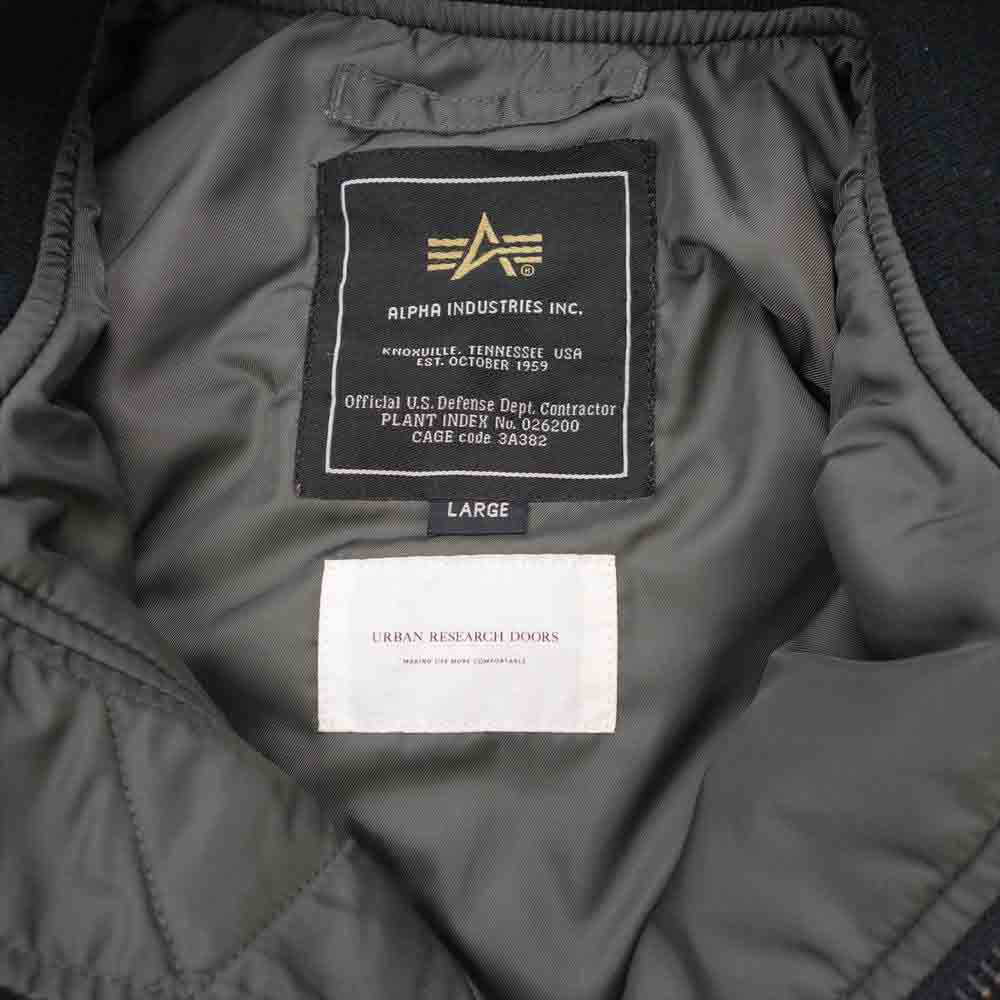 ®
ALPHA INDUSTRIES INC.
KNOXVILLE, TENNESSEE USA
EST. OCTOBER 1959
Official U.S. Defense Dept. Contractor
PLANT INDEX No. 026200
CAGE code 3A382
LARGE
URBAN RESEARCH DOORS
MAKING LIFE MORE COMFORTABLE